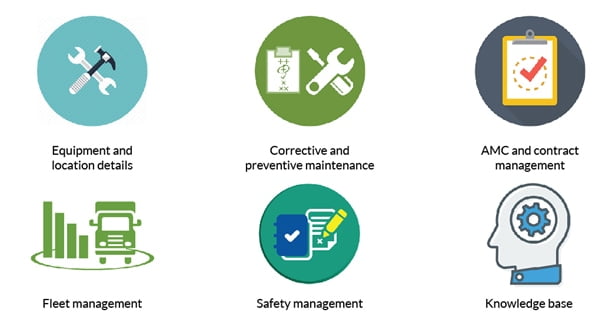 Equipment and
location details
Corrective and
preventive maintenance
AMC and contract
management
Fleet management
Safety management
Knowledge base